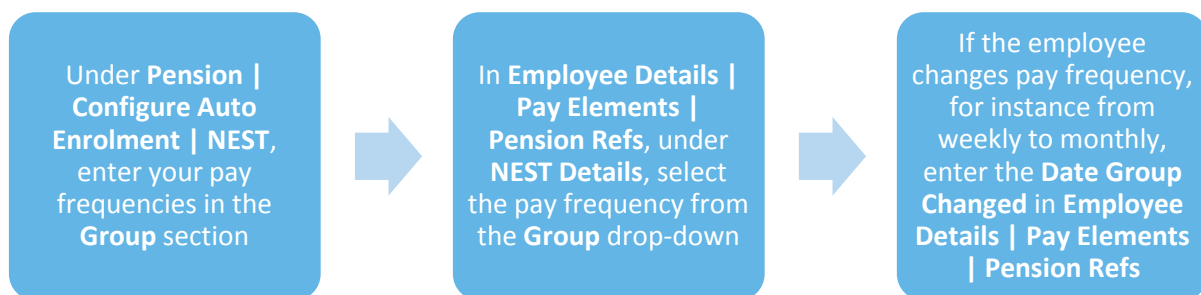 Under Pension |
Configure Auto
Enrolment | NEST,
enter your pay
frequencies in the
Group section
In Employee Details |
Pay Elements |
Pension Refs, under
NEST Details, select
the pay frequency from
the Group drop-down
If the employee
changes pay frequency,
for instance from
weekly to monthly,
enter the Date Group
Changed in Employee
Details | Pay Elements
| Pension Refs